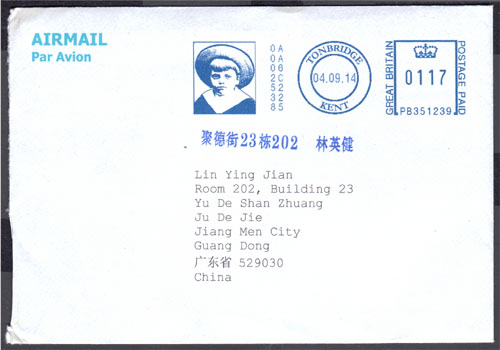 AIRMAIL
Par Avion
0A
0A
06
2C
52
32
85
TONBRIDGE
04.09.14
KENT
GREAT BRITAIN
0117
POSTAGE PAID
PB351239
聚德街23栋202 林英健
Lin Ying Jian
Room 202, Building 23
Yu De Shan Zhuang
Ju De Jie
Jiang Men City
Guang Dong
广东省 529030
China